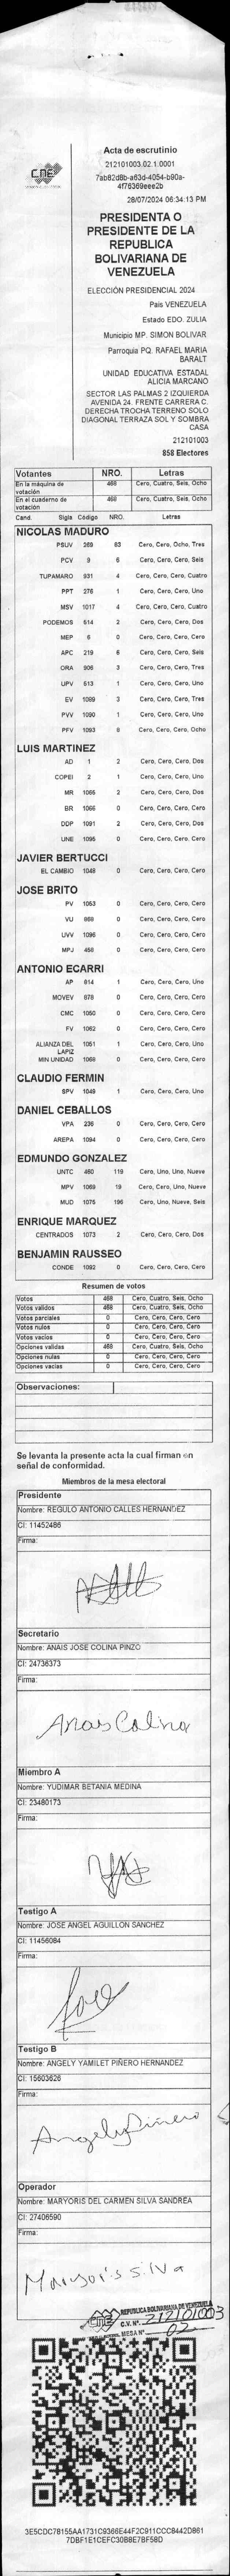 Acta de escrutinio
212101003.02.1.0001
7ab82d8b-a63d-4054-b90a-
4f76369eee2b
28/07/2024 06:34:13 PM
CNE
PRESIDENTA O
PRESIDENTE DE LA
REPUBLICA
BOLIVARIANA DE
VENEZUELA
ELECCIÓN PRESIDENCIAL 2024
Pais VENEZUELA
Estado EDO. ZULIA
Municipio MP. SIMON BOLIVAR
Parroquia PQ. RAFAEL MARIA
BARALT
UNIDAD EDUCATIVA ESTADAL
ALICIA MARCANO
SECTOR LAS PALMAS 2 IZQUIERDA
AVENIDA 24. FRENTE CARRERA C.
DERECHA TROCHA TERRENO SOLO
DIAGONAL TERRAZA SOL Y SOMBRA
CASA
212101003
858 Electores
Votantes NRO. Letras
En la máquina de votación 468 Cero, Cuatro, Seis, Ocho
En el cuaderno de votación 468 Cero, Cuatro, Seis, Ocho
Cand. Sigla Código NRO. Letras
NICOLAS MADURO
PSUV 269 83 Cero, Cero, Ocho, Tres
PCV 9 6 Cero, Cero, Cero, Seis
TUPAMARO 931 4 Cero, Cero, Cero, Cuatro
PPT 276 1 Cero, Cero, Cero, Uno
MSV 1017 4 Cero, Cero, Cero, Cuatro
PODEMOS 514 2 Cero, Cero, Cero, Dos
MEP 6 0 Cero, Cero, Cero, Cero
APC 219 6 Cero, Cero, Cero, Seis
ORA 906 3 Cero, Cero, Cero, Tres
UPV 613 1 Cero, Cero, Cero, Uno
EV 1089 3 Cero, Cero, Cero, Tres
PVV 1090 1 Cero, Cero, Cero, Uno
PFV 1093 8 Cero, Cero, Cero, Ocho
LUIS MARTINEZ
AD 1 2 Cero, Cero, Cero, Dos
COPEI 2 1 Cero, Cero, Cero, Uno
MR 1065 2 Cero, Cero, Cero, Dos
BR 1066 0 Cero, Cero, Cero, Cero
DDP 1091 2 Cero, Cero, Cero, Dos
UNE 1095 0 Cero, Cero, Cero, Cero
JAVIER BERTUCCI
EL CAMBIO 1048 0 Cero, Cero, Cero, Cero
JOSE BRITO
PV 1053 0 Cero, Cero, Cero, Cero
VU 868 0 Cero, Cero, Cero, Cero
UVV 1096 0 Cero, Cero, Cero, Cero
MPJ 458 0 Cero, Cero, Cero, Cero
ANTONIO ECARRI
AP 814 1 Cero, Cero, Cero, Uno
MOVEV 878 0 Cero, Cero, Cero, Cero
CMC 1050 0 Cero, Cero, Cero, Cero
FV 1062 0 Cero, Cero, Cero, Cero
ALIANZA DEL LAPIZ 1051 1 Cero, Cero, Cero, Uno
MIN UNIDAD 1069 0 Cero, Cero, Cero, Cero
CLAUDIO FERMIN
SPV 1049 1 Cero, Cero, Cero, Uno
DANIEL CEBALLOS
VPA 236 0 Cero, Cero, Cero, Cero
AREPA 1094 0 Cero, Cero, Cero, Cero
EDMUNDO GONZALEZ
UNTC 460 119 Cero, Uno, Uno, Nueve
MPV 1069 19 Cero, Cero, Uno, Nueve
MUD 1075 196 Cero, Uno, Nueve, Seis
ENRIQUE MARQUEZ
CENTRADOS 1073 2 Cero, Cero, Cero, Dos
BENJAMIN RAUSSEO
CONDE 1092 0 Cero, Cero, Cero, Cero
Resumen de votos
Votos 468 Cero, Cuatro, Seis, Ocho
Votos validos 468 Cero, Cuatro, Seis, Ocho
Votos parciales 0 Cero, Cero, Cero, Cero
Votos nulos 0 Cero, Cero, Cero, Cero
Votos vacios 0 Cero, Cero, Cero, Cero
Opciones validas 468 Cero, Cuatro, Seis, Ocho
Opciones nulas 0 Cero, Cero, Cero, Cero
Opciones vacias 0 Cero, Cero, Cero, Cero
Observaciones:
Se levanta la presente acta la cual firman en
señal de conformidad.
Miembros de la mesa electoral
Presidente
Nombre: REGULO ANTONIO CALLES HERNANDEZ
CI: 11452486
Firma:
Secretario
Nombre: ANAIS JOSE COLINA PINZO
CI: 24736373
Firma:
Anais Colina
Miembro A
Nombre: YUDIMAR BETANIA MEDINA
CI: 23480173
Firma:
Testigo A
Nombre: JOSE ANGEL AGUILLON SANCHEZ
CI: 11456084
Firma:
Jose
Testigo B
Nombre: ANGELY YAMILET PIÑERO HERNANDEZ
CI: 15603626
Firma:
Angely Piñero
Operador
Nombre: MARYORIS DEL CARMEN SILVA SANDREA
CI: 27406590
Firma:
Maryoris Silva
REPUBLICA BOLIVARIANA DE VENEZUELA
CNE C.V. Nº 212101003
MESA Nº 02
3E5CDC78155AA1731C9366E44F2C911CCC8442D861
7DBF1E1CEFC30B8E7BF58D